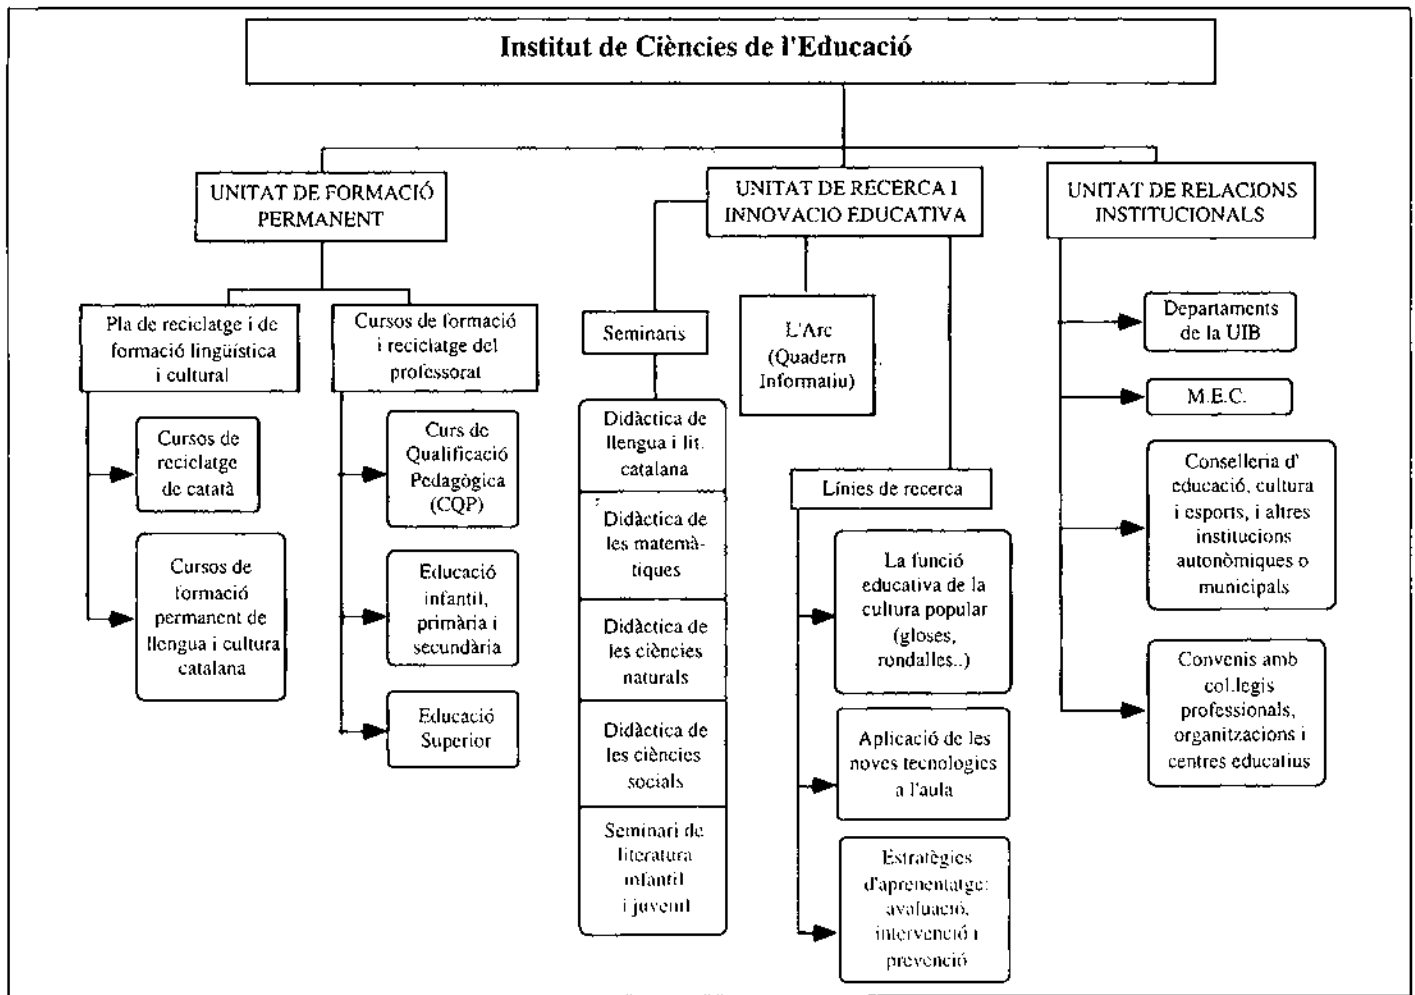 Institut de Ciències de l'Educació
UNITAT DE FORMACIÓ
PERMANENT
UNITAT DE RECERCA I
INNOVACIO EDUCATIVA
UNITAT DE RELACIONS
INSTITUCIONALS
Pla de reciclatge i de
formació lingüística
i cultural
Cursos de
reciclatge
de català
Cursos de
formació
permanent de
llengua i cultura
catalana
Cursos de formació
i reciclatge del
professorat
Curs de
Qualificació
Pedagògica
(CQP)
Educació
infantil,
primària i
secundària
Educació
Superior
Seminaris
Didàctica de
llengua i lit.
catalana
Didàctica de
les matemà-
tiques
Didàctica de
les ciències
naturals
Didàctica de
les ciències
socials
Seminari de
literatura
infantil
i juvenil
L'Arc
(Quadern
Informatiu)
Línies de recerca
La funció
educativa de la
cultura popular
(gloses,
rondalles..)
Aplicació de les
noves tecnologies
a l'aula
Estratègies
d'aprenentatge:
avaluació,
intervenció i
prevenció
Departaments
de la UIB
M.E.C.
Conselleria d'
educació, cultura
i esports, i altres
institucions
autonòmiques o
municipals
Convenis amb
col.legis
professionals,
organitzacions i
centres educatius